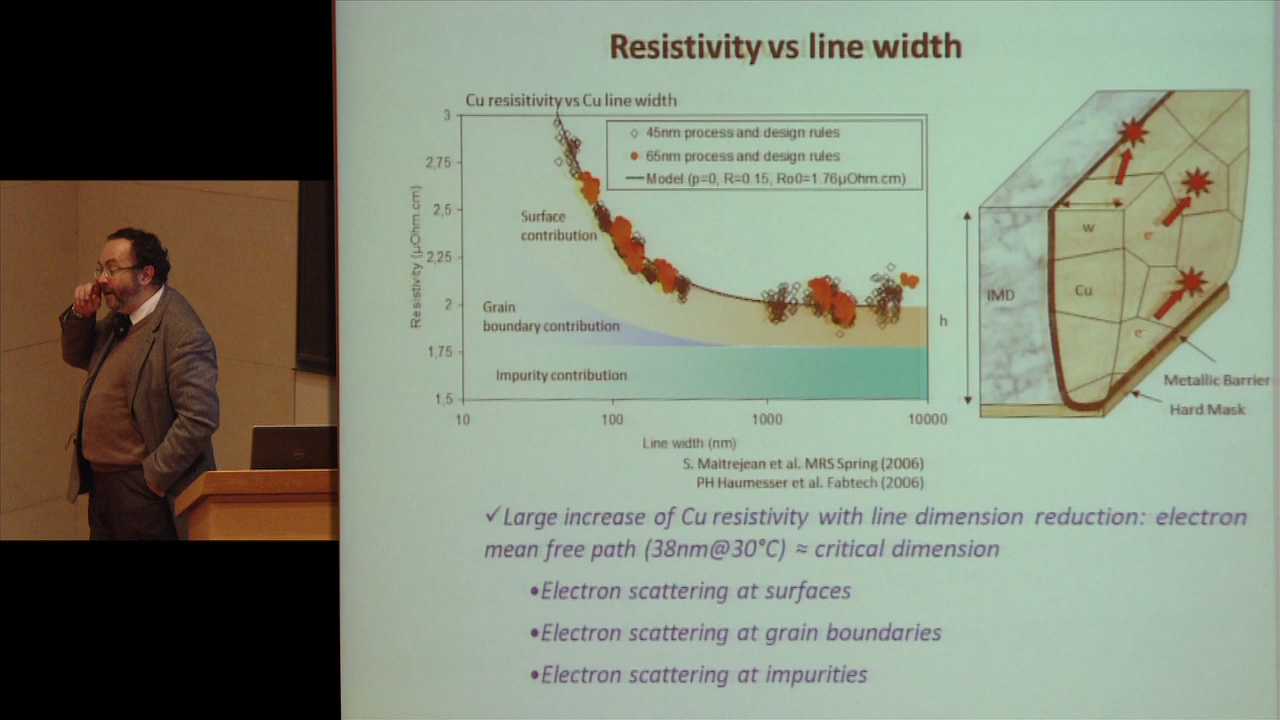 Resistivity vs line width
Cu resisitivity vs Cu line width
3
2,75
2,5
2,25
2
1,75
1,5
Resistivity (µOhm.cm)
45nm process and design rules
65nm process and design rules
Model (p=0, R=0.15, Ro0=1.76µOhm.cm)
Surface
contribution
Grain
boundary contribution
Impurity contribution
10
100
1000
10000
Line width (nm)
S. Maitrejean et al. MRS Spring (2006)
PH Haumesser et al. Fabtech (2006)
w
e-
IMD
Cu
h
e-
Metallic Barrier
Hard Mask
✓Large increase of Cu resistivity with line dimension reduction: electron
mean free path (38nm@30°C) ≈ critical dimension
•Electron scattering at surfaces
•Electron scattering at grain boundaries
•Electron scattering at impurities